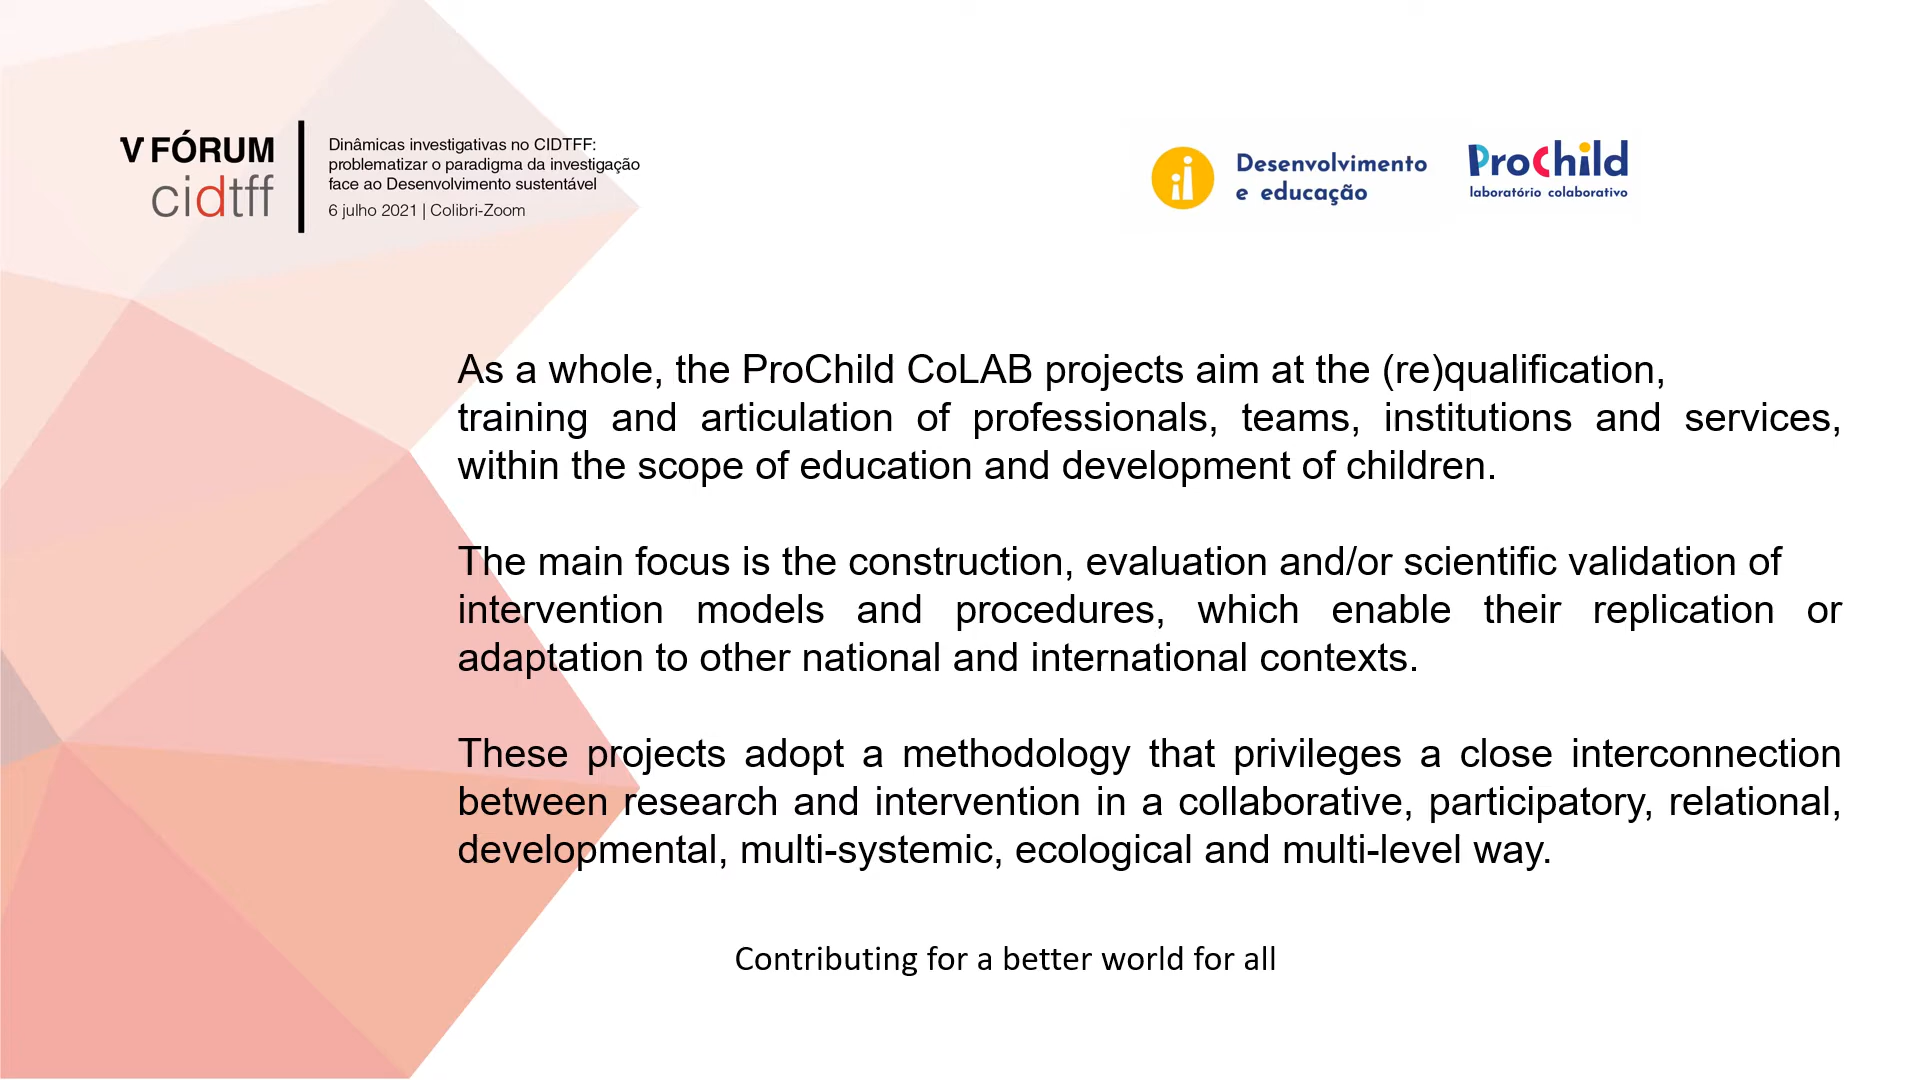 V FÓRUM
cidtff
Dinâmicas investigativas no CIDTFF:
problematizar o paradigma da investigação
face ao Desenvolvimento sustentável
6 julho 2021 | Colibri-Zoom
Desenvolvimento
e educação
ProChild
laboratório colaborativo
As a whole, the ProChild CoLAB projects aim at the (re)qualification,
training and articulation of professionals, teams, institutions and services,
within the scope of education and development of children.
The main focus is the construction, evaluation and/or scientific validation of
intervention models and procedures, which enable their replication or
adaptation to other national and international contexts.
These projects adopt a methodology that privileges a close interconnection
between research and intervention in a collaborative, participatory, relational,
developmental, multi-systemic, ecological and multi-level way.
Contributing for a better world for all